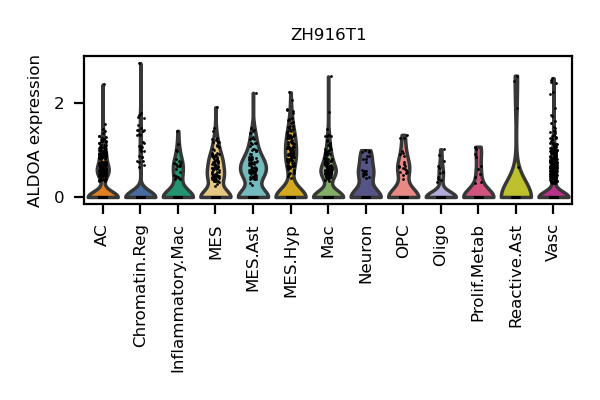 ZH916T1
ALDOA expression
2
0
AC
Chromatin.Reg
Inflammatory.Mac
MES
MES.Ast
MES.Hyp
Mac
Neuron
OPC
Oligo
Prolif.Metab
Reactive.Ast
Vasc